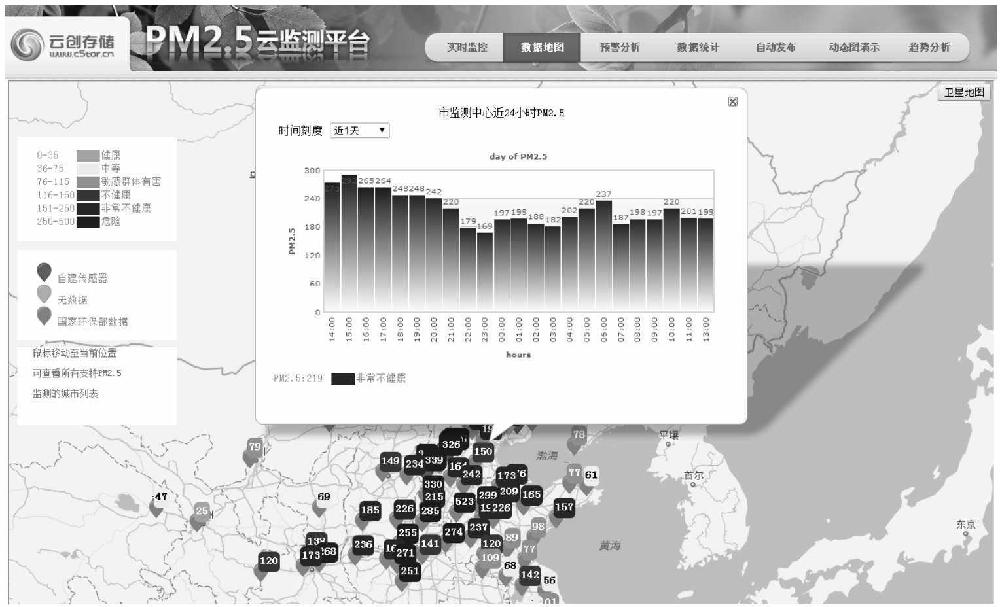 云创存储
www.cStor.cn
PM2.5云监测平台
实时监控 数据地图 预警分析 数据统计 自动发布 动态图演示 趋势分析
卫星地图
市监测中心近24小时PM2.5
时间刻度 近1天
day of PM2.5
0-35 健康
36-75 中等
76-115 敏感群体有害
116-150 不健康
151-250 非常不健康
250-500 危险
自建传感器
无数据
国家环保部数据
鼠标移动至当前位置
可查看所有支持PM2.5
监测的城市列表
PM2.5
300
240
180
120
60
0
275 292 265 264 248 248 242 220 179 169 197 199 188 182 202 220 237 187 198 197 220 201 199
14:00 15:00 16:00 17:00 18:00 19:00 20:00 21:00 22:00 23:00 00:00 01:00 02:00 03:00 04:00 05:00 06:00 07:00 08:00 09:00 10:00 11:00 13:00
hours
PM2.5:219 非常不健康
79
326
150
78
平壤
149
234
339
渤海
242
173
77
61
首尔
330
215
299
209
165
47
69
25
185
226
285
523
226
157
东京
255
274
237
98
138
236
141
120
89
黄海
173
268
271
77
120
109
68
251
142
56